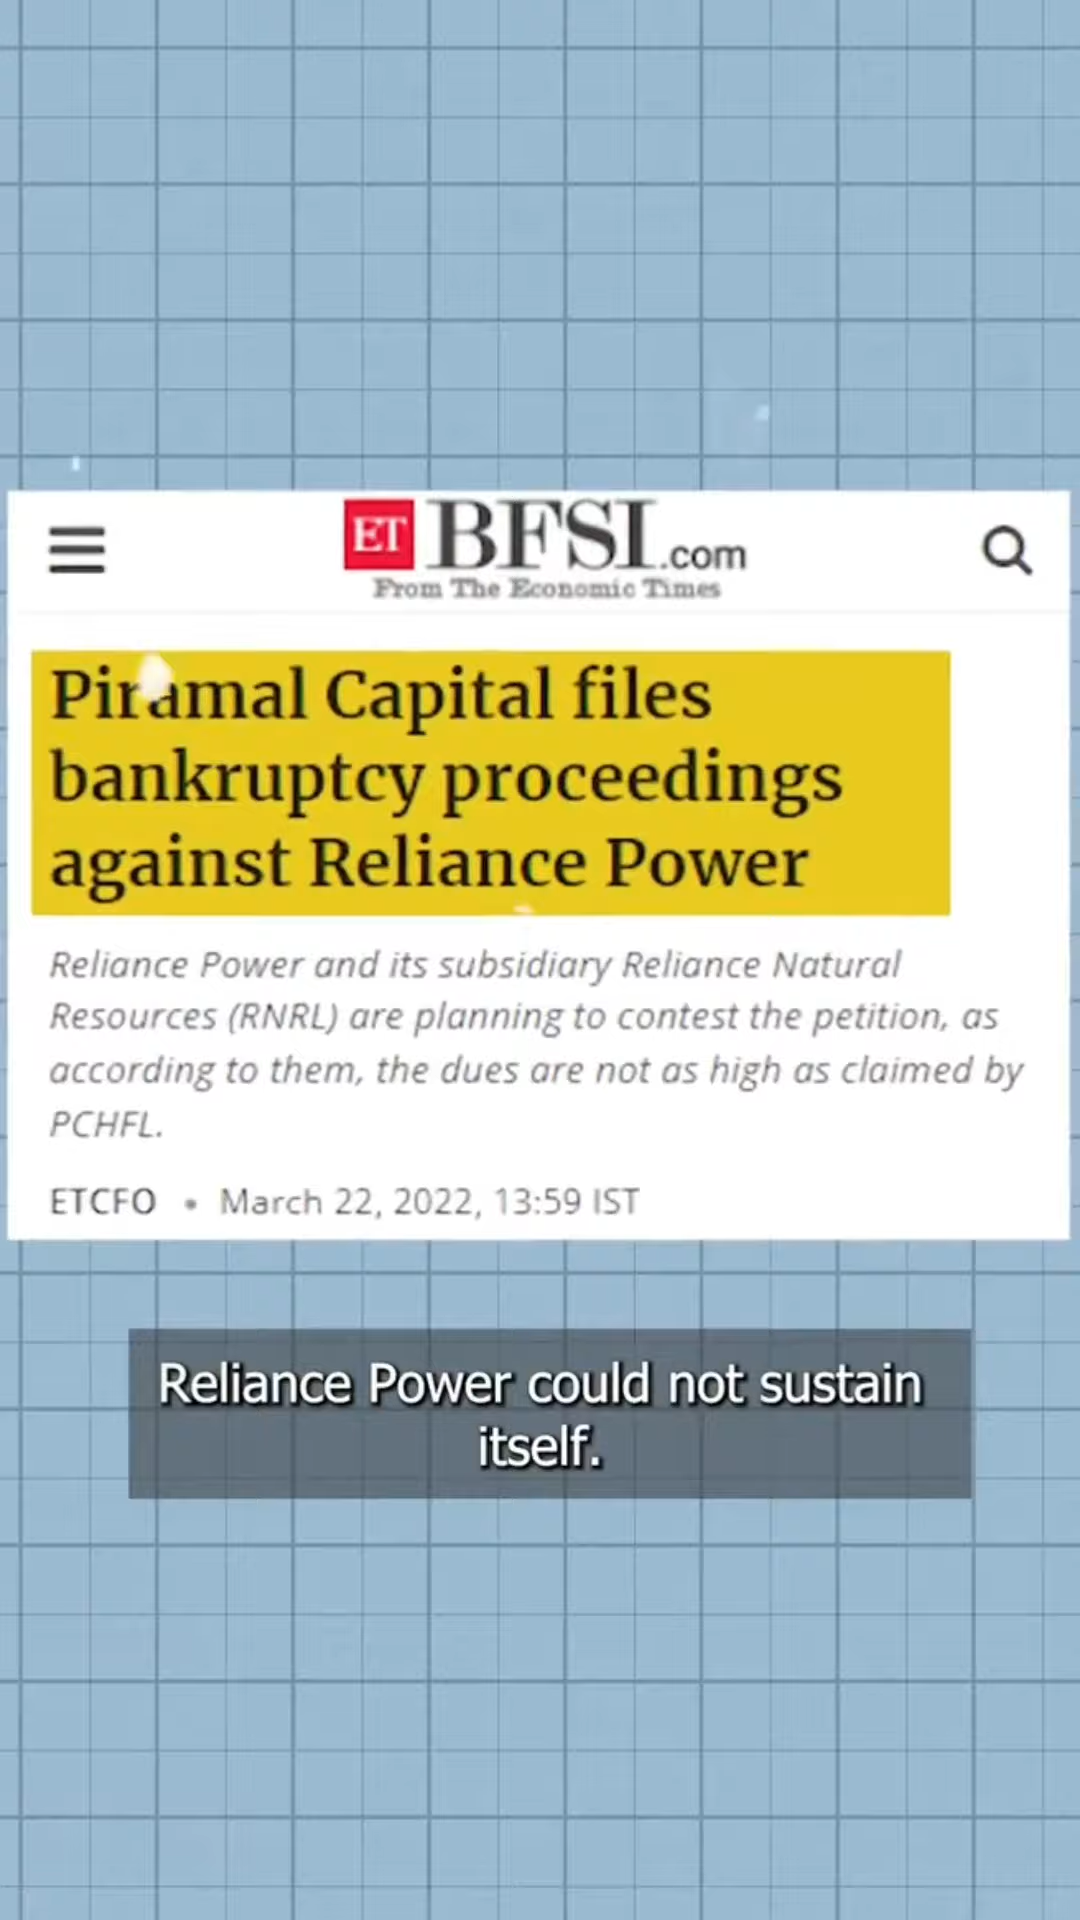 ET BFSI.com
From The Economic Times
Piramal Capital files
bankruptcy proceedings
against Reliance Power
Reliance Power and its subsidiary Reliance Natural
Resources (RNRL) are planning to contest the petition, as
according to them, the dues are not as high as claimed by
PCHFL.
ETCFO • March 22, 2022, 13:59 IST
Reliance Power could not sustain
itself.